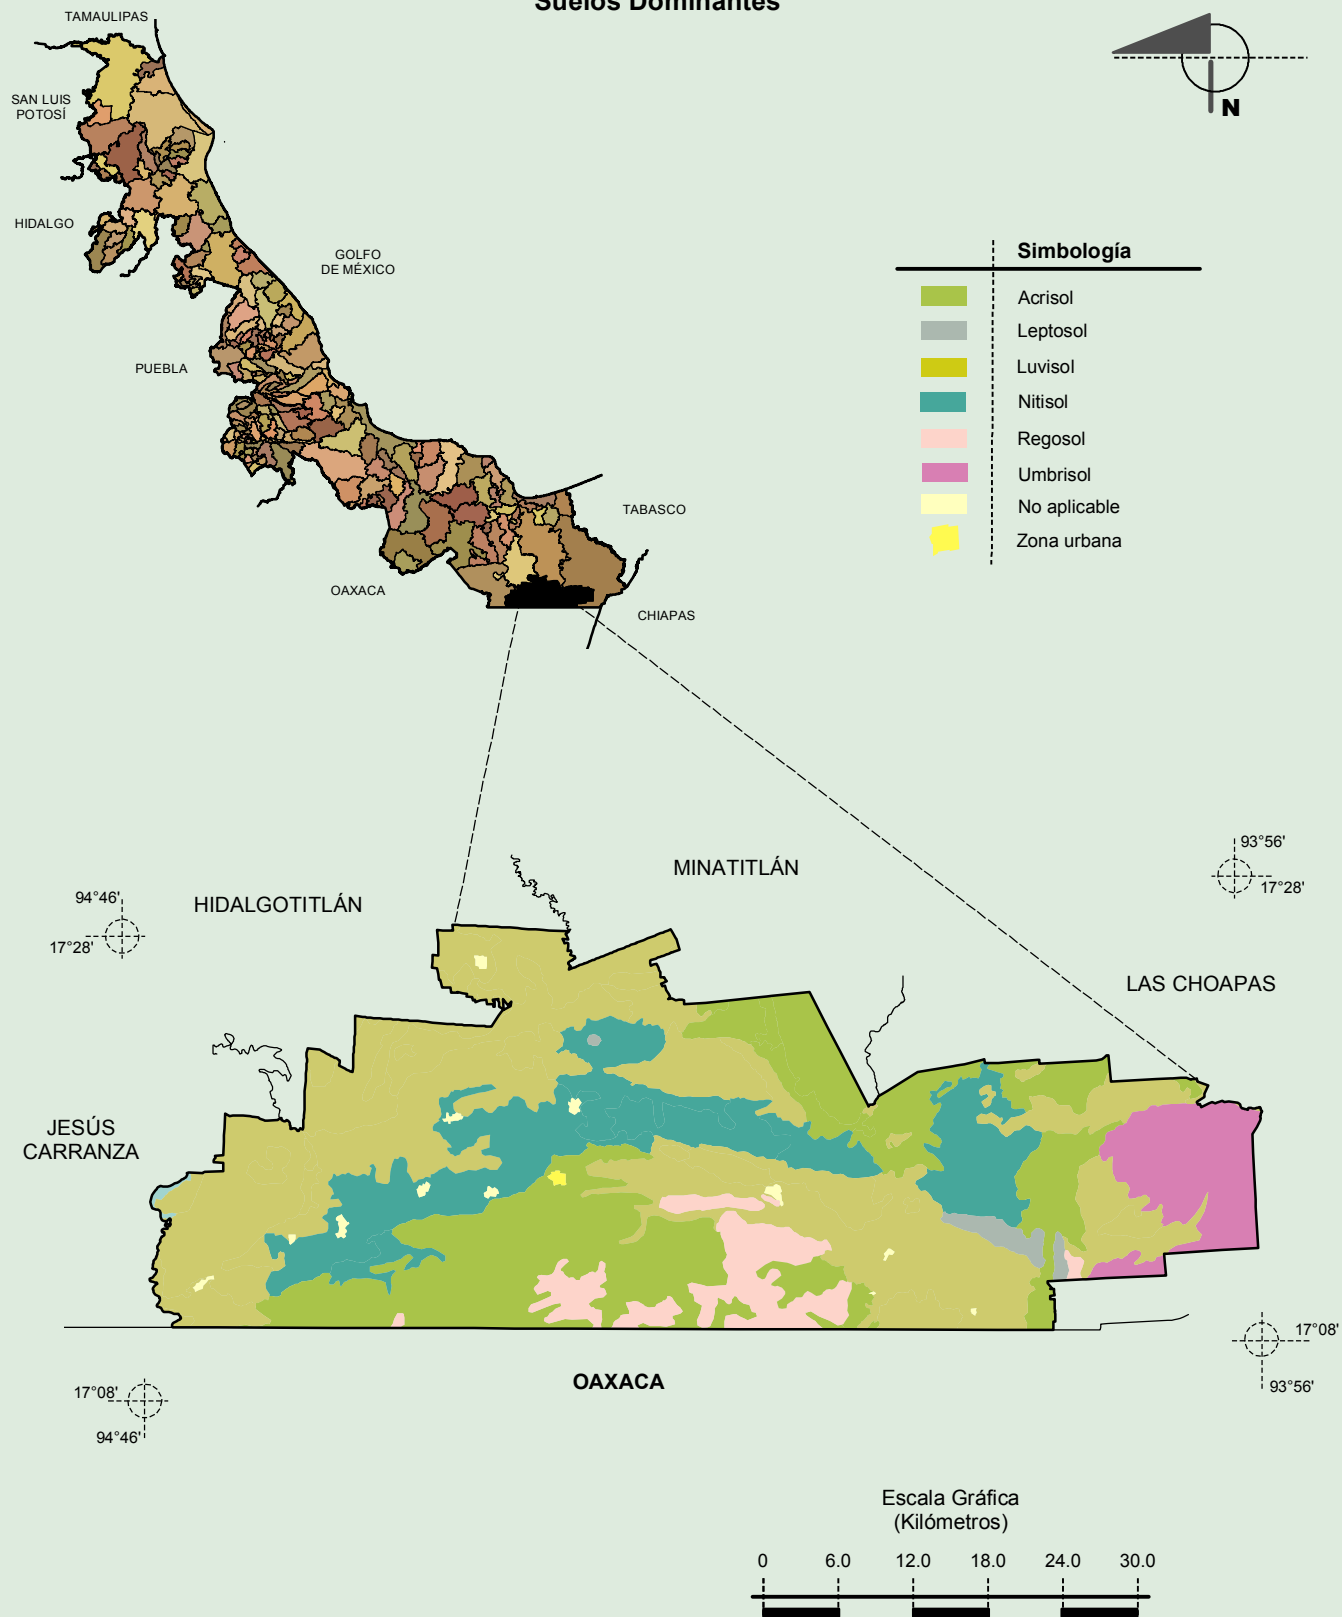 Suelos Dominantes
TAMAULIPAS
SAN LUIS
POTOSÍ
HIDALGO
GOLFO
DE MÉXICO
PUEBLA
TABASCO
OAXACA
CHIAPAS
N
Simbología
Acrisol
Leptosol
Luvisol
Nitisol
Regosol
Umbrisol
No aplicable
Zona urbana
93°56'
17°28'
MINATITLÁN
94°46'
17°28'
HIDALGOTITLÁN
LAS CHOAPAS
JESÚS
CARRANZA
17°08'
93°56'
OAXACA
17°08'
94°46'
Escala Gráfica
(Kilómetros)
0 6.0 12.0 18.0 24.0 30.0